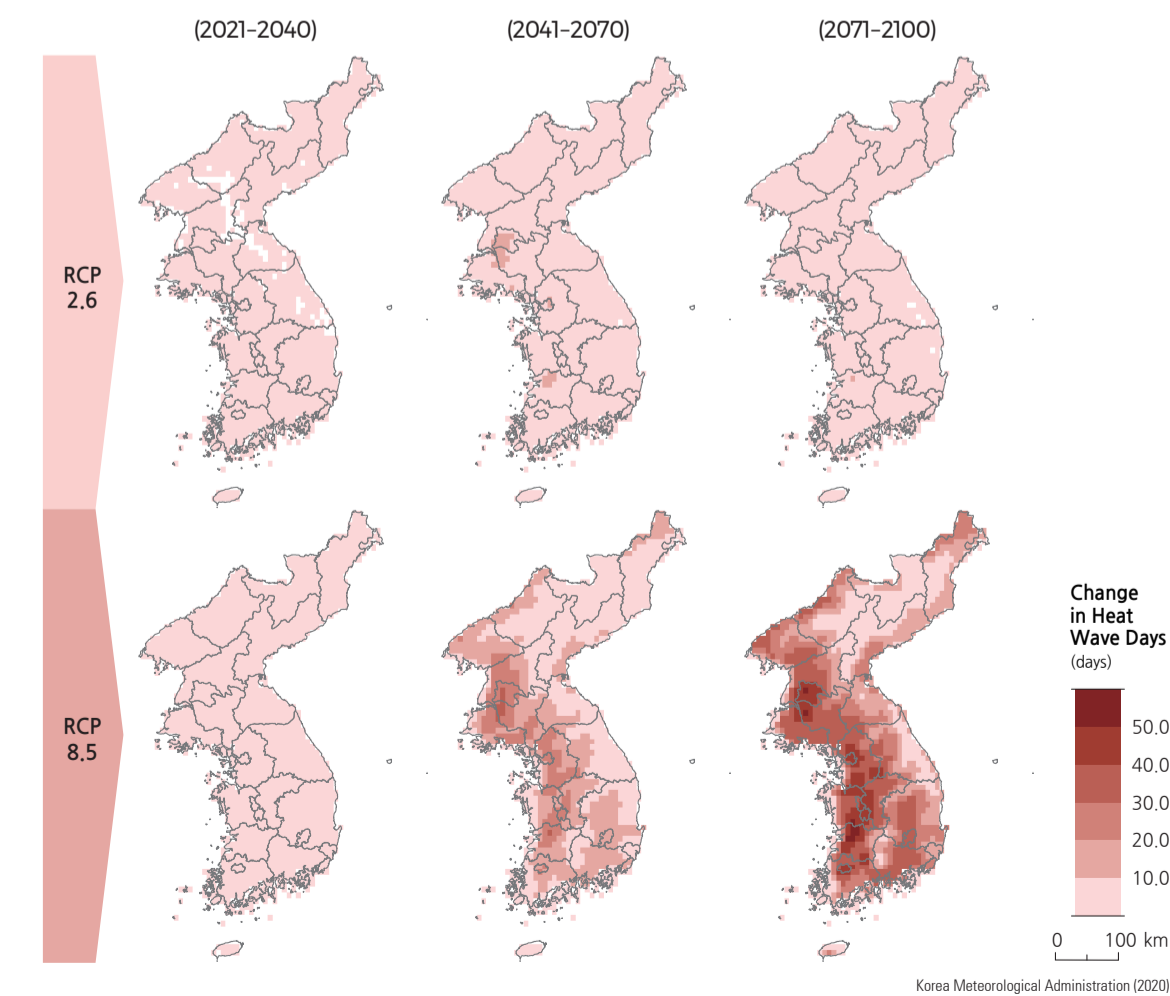 (2021-2040)
(2041-2070)
(2071-2100)
RCP
2.6
RCP
8.5
Change
in Heat
Wave Days
(days)
50.0
40.0
30.0
20.0
10.0
0 100 km
Korea Meteorological Administration (2020)